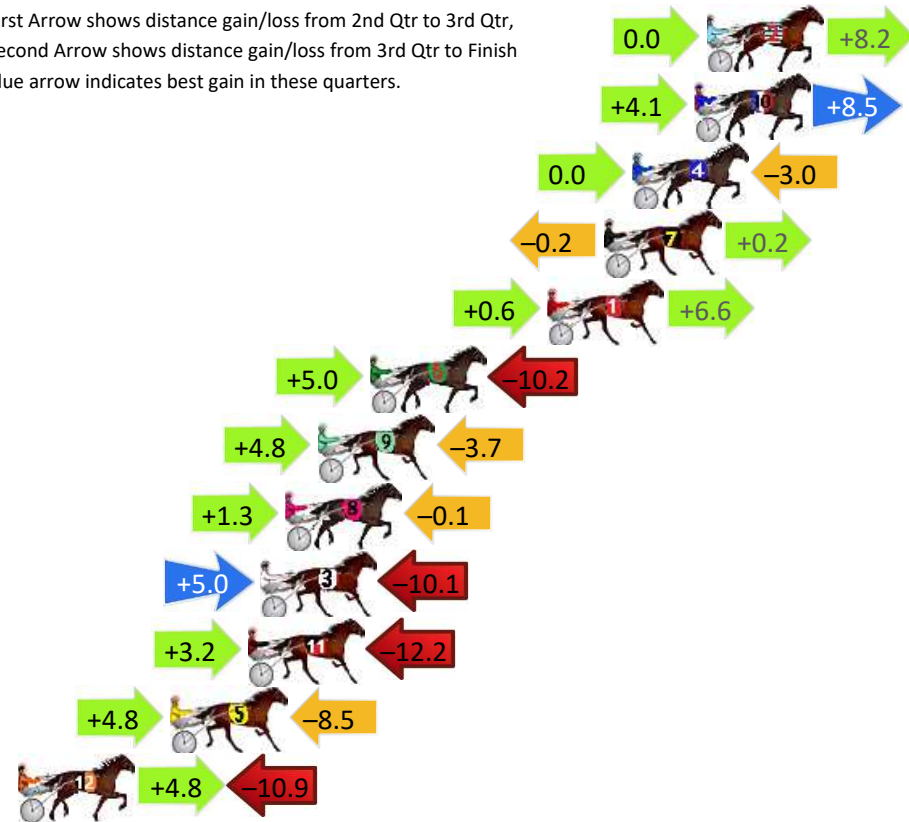 rst Arrow shows distance gain/loss from 2nd Qtr to 3rd Qtr,
econd Arrow shows distance gain/loss from 3rd Qtr to Finish
lue arrow indicates best gain in these quarters.
0.0 2 +8.2
+4.1 10 +8.5
0.0 4 –3.0
–0.2 7 +0.2
+0.6 1 +6.6
+5.0 –10.2
+4.8 9 –3.7
+1.3 8 –0.1
+5.0 3 –10.1
+3.2 11 –12.2
+4.8 5 –8.5
12 +4.8 –10.9